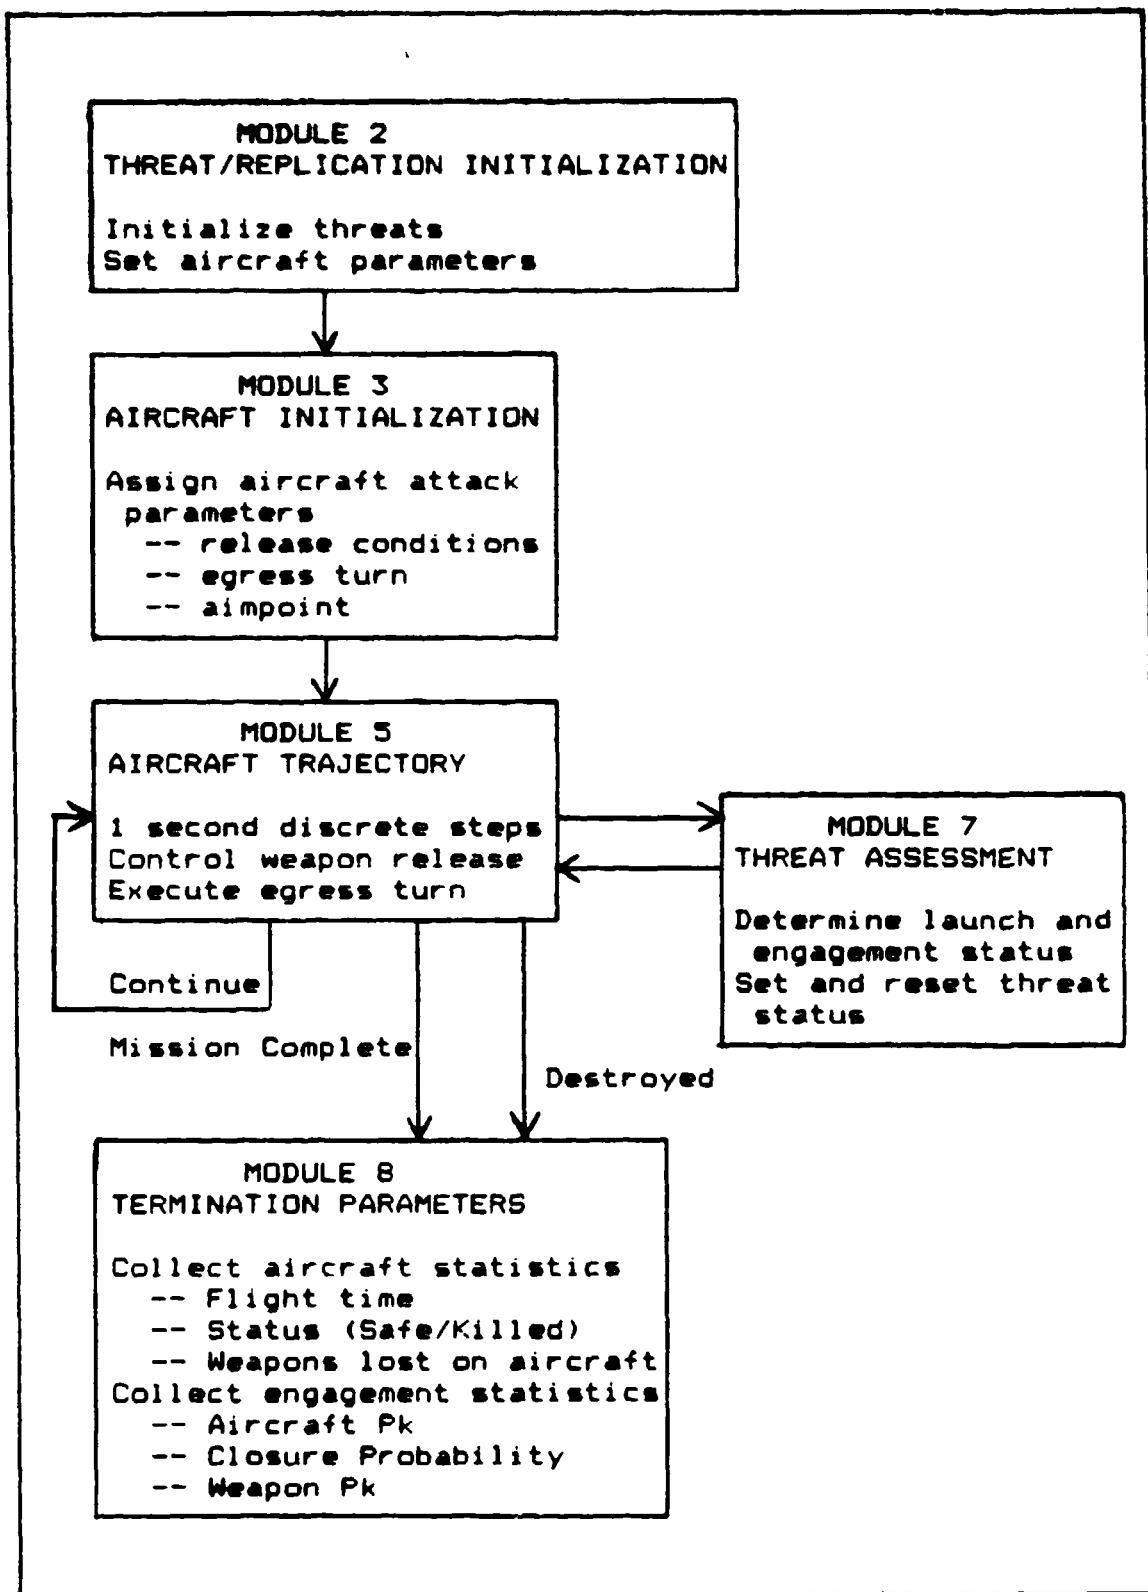 MODULE 2
THREAT/REPLICATION INITIALIZATION
Initialize threats
Set aircraft parameters
MODULE 3
AIRCRAFT INITIALIZATION
Assign aircraft attack
parameters
-- release conditions
-- egress turn
-- aimpoint
MODULE 5
AIRCRAFT TRAJECTORY
1 second discrete steps
Control weapon release
Execute egress turn
MODULE 7
THREAT ASSESSMENT
Determine launch and
engagement status
Set and reset threat
status
Continue
Mission Complete
Destroyed
MODULE 8
TERMINATION PARAMETERS
Collect aircraft statistics
-- Flight time
-- Status (Safe/Killed)
-- Weapons lost on aircraft
Collect engagement statistics
-- Aircraft Pk
-- Closure Probability
-- Weapon Pk